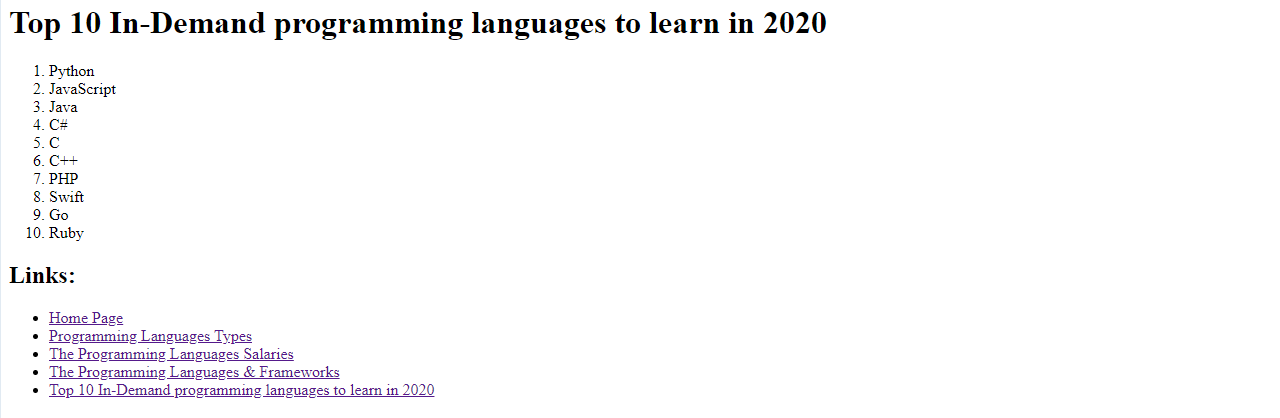 Top 10 In-Demand programming languages to learn in 2020
1. Python
2. JavaScript
3. Java
4. C#
5. C
6. C++
7. PHP
8. Swift
9. Go
10. Ruby
Links:
• Home Page
• Programming Languages Types
• The Programming Languages Salaries
• The Programming Languages & Frameworks
• Top 10 In-Demand programming languages to learn in 2020